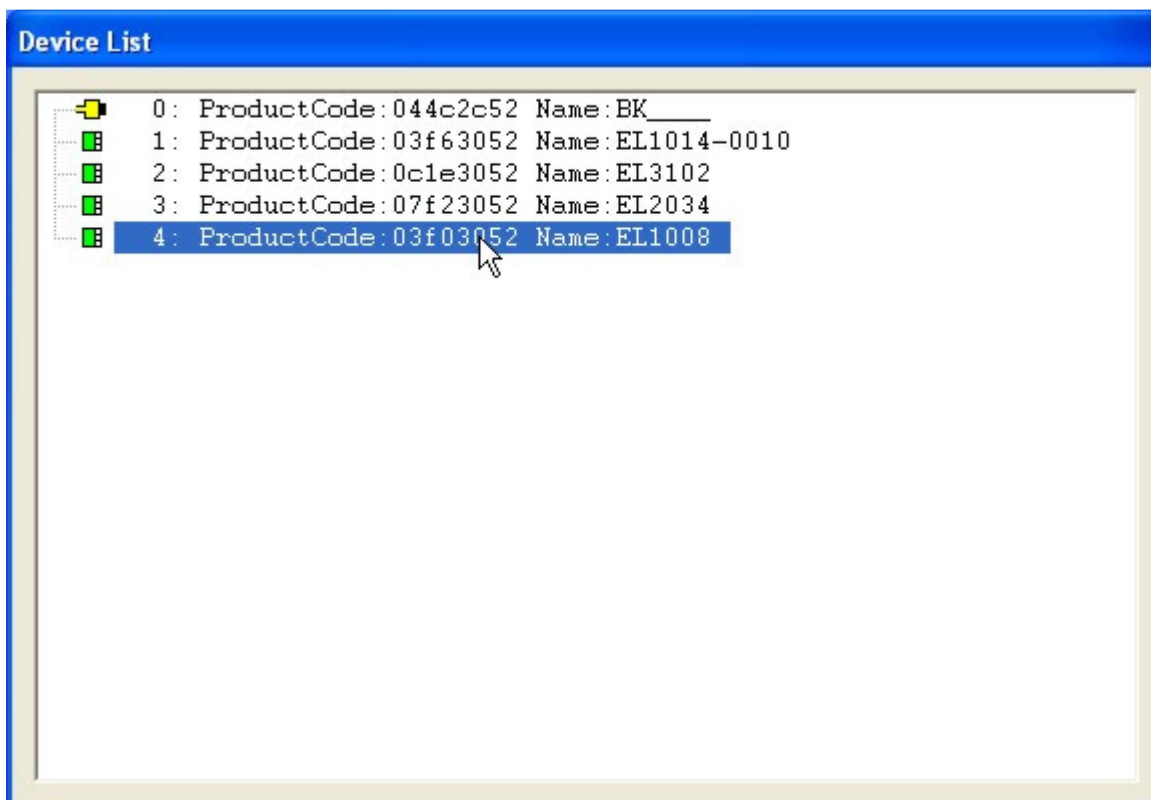 Device List
0: ProductCode:044c2c52 Name:BK____
1: ProductCode:03f63052 Name:EL1014-0010
2: ProductCode:0c1e3052 Name:EL3102
3: ProductCode:07f23052 Name:EL2034
4: ProductCode:03f03052 Name:EL1008